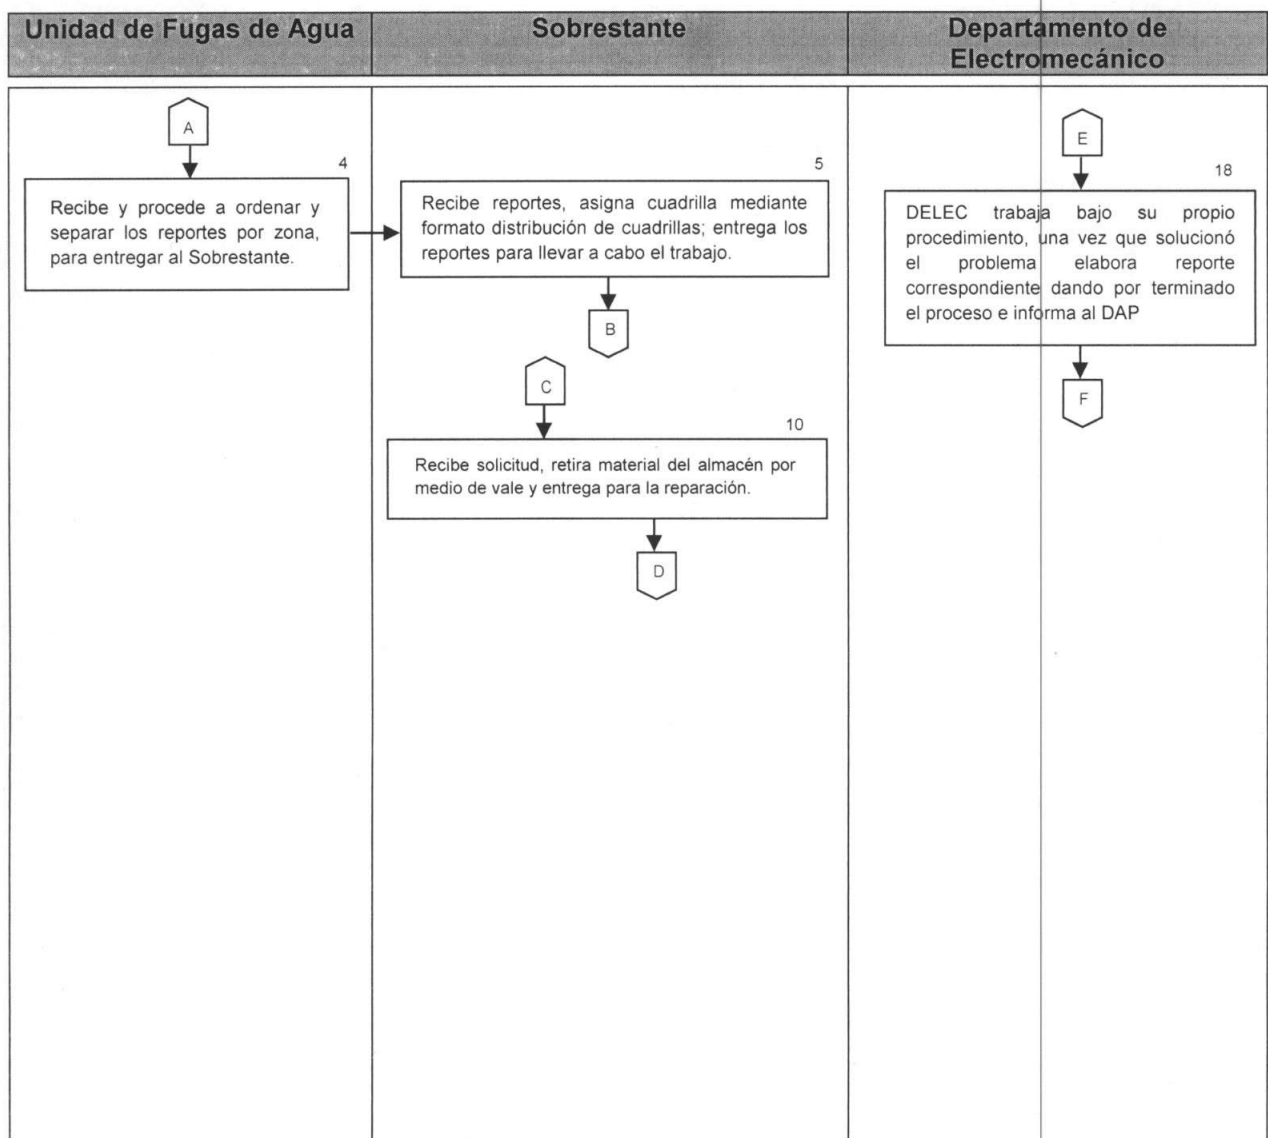 Unidad de Fugas de Agua
Sobrestante
Departamento de
Electromecánico
A
4
Recibe y procede a ordenar y
separar los reportes por zona,
para entregar al Sobrestante.
5
Recibe reportes, asigna cuadrilla mediante
formato distribución de cuadrillas; entrega los
reportes para llevar a cabo el trabajo.
B
C
10
Recibe solicitud, retira material del almacén por
medio de vale y entrega para la reparación.
D
E
18
DELEC trabaja bajo su propio
procedimiento, una vez que solucionó
el problema elabora reporte
correspondiente dando por terminado
el proceso e informa al DAP
F